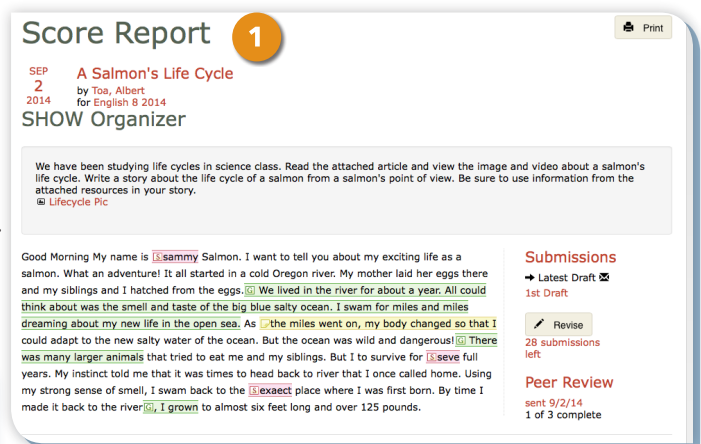 Score Report
1
Print
SEP
2
2014
A Salmon's Life Cycle
by Toa, Albert
for English 8 2014
SHOW Organizer
We have been studying life cycles in science class. Read the attached article and view the image and video about a salmon's
life cycle. Write a story about the life cycle of a salmon from a salmon's point of view. Be sure to use information from the
attached resources in your story.
Lifecycle Pic
Good Morning My name is S sammy Salmon. I want to tell you about my exciting life as a
salmon. What an adventure! It all started in a cold Oregon river. My mother laid her eggs there
and my siblings and I hatched from the eggs. G We lived in the river for about a year. All could
think about was the smell and taste of the big blue salty ocean. I swam for miles and miles
dreaming about my new life in the open sea. As the miles went on, my body changed so that I
could adapt to the new salty water of the ocean. But the ocean was wild and dangerous! G There
was many larger animals that tried to eat me and my siblings. But I to survive for S seve full
years. My instinct told me that it was times to head back to river that I once called home. Using
my strong sense of smell, I swam back to the S exaect place where I was first born. By time I
made it back to the river G , I grown to almost six feet long and over 125 pounds.
Submissions
→ Latest Draft
1st Draft
Revise
28 submissions
left
Peer Review
sent 9/2/14
1 of 3 complete